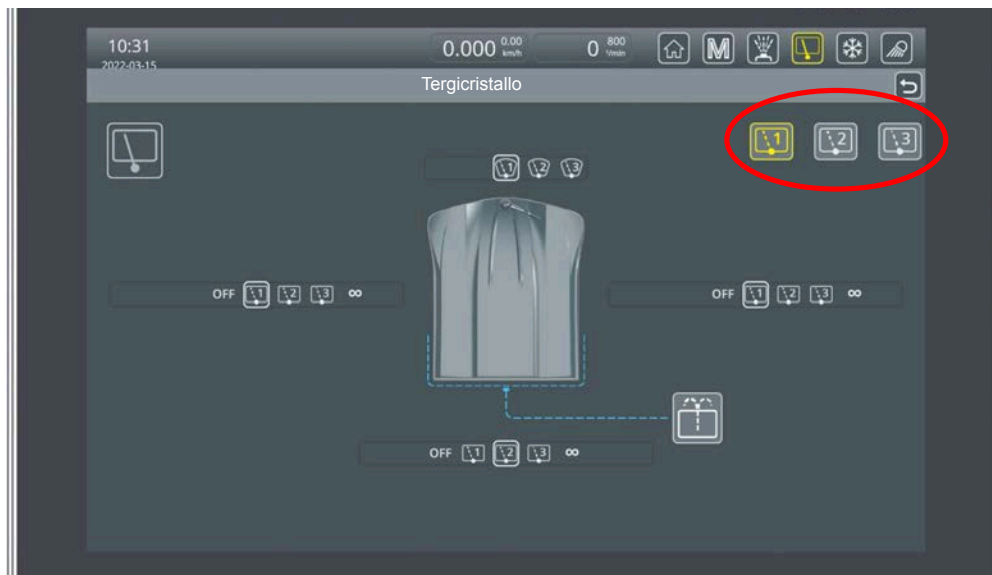 10:31
2022-03-15
0.000 0.00 km/h
0 800 1/min
M
Tergicristallo
1 2 3
1 2 3
OFF 1 2 3 ∞
OFF 1 2 3 ∞
OFF 1 2 3 ∞